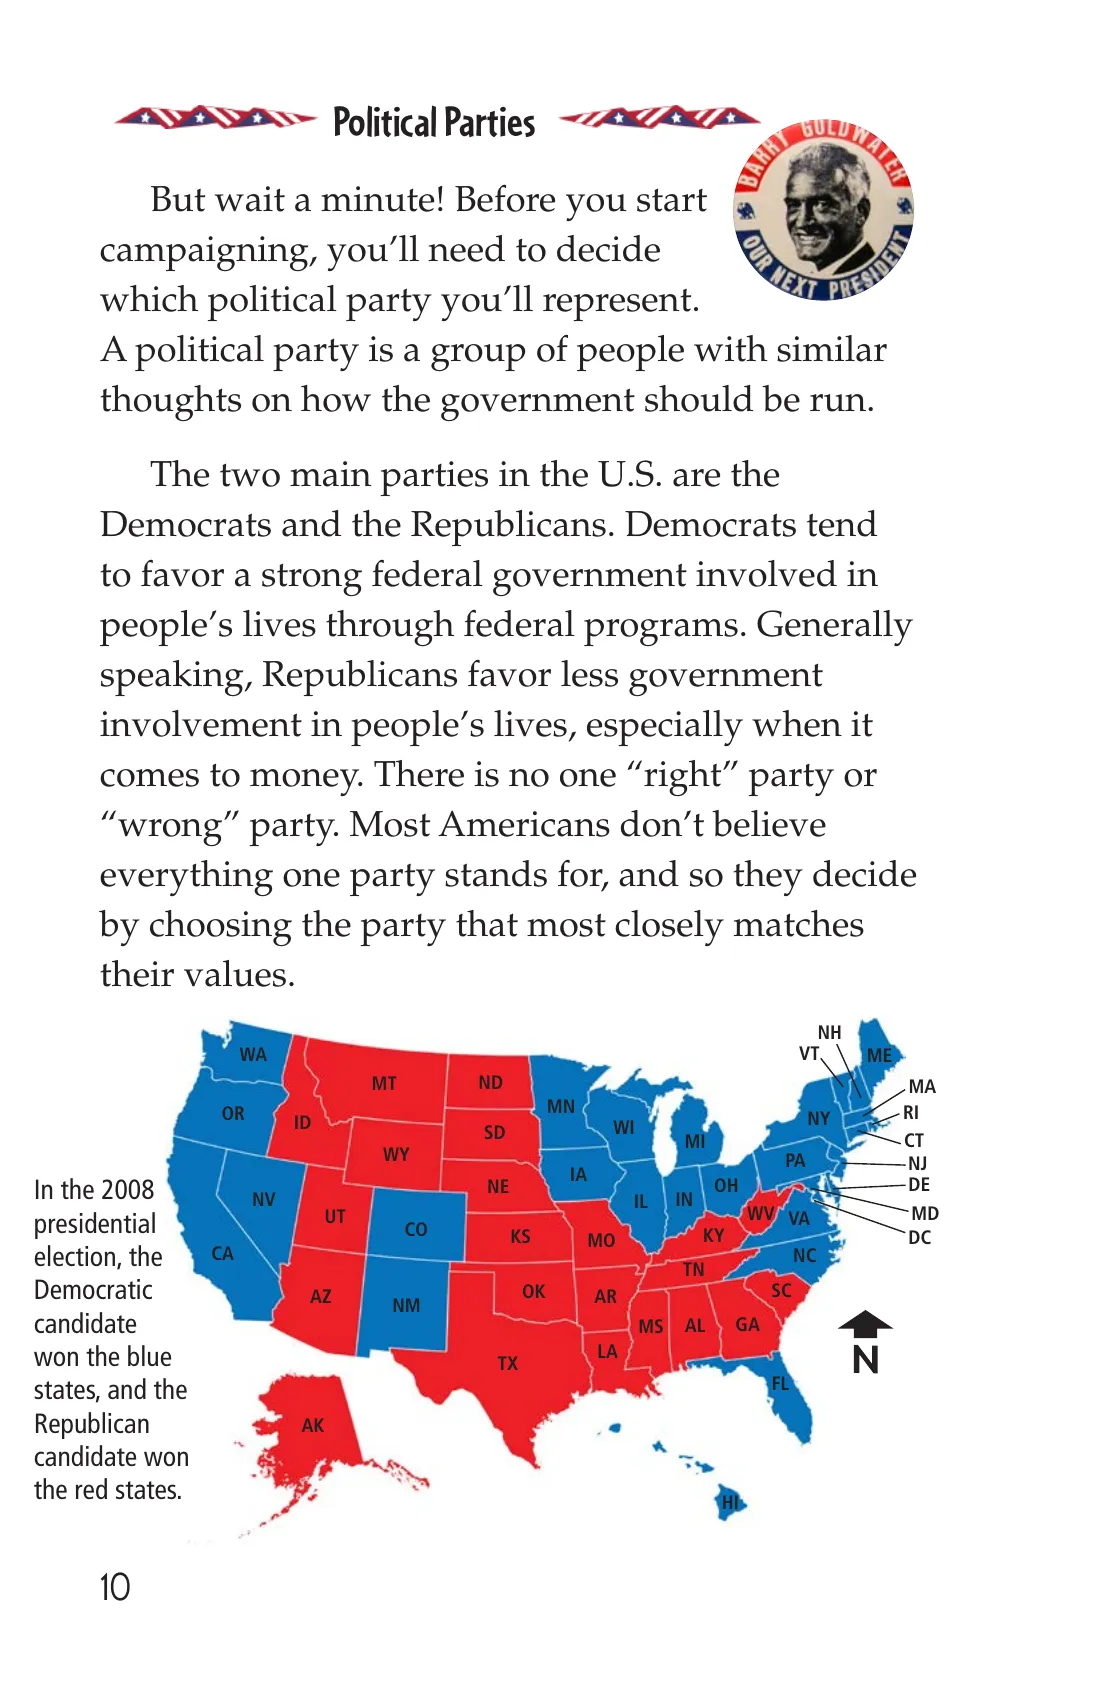 Political Parties
BARRY GOLDWATER
OUR NEXT PRESIDENT
But wait a minute! Before you start
campaigning, you’ll need to decide
which political party you’ll represent.
A political party is a group of people with similar
thoughts on how the government should be run.
The two main parties in the U.S. are the
Democrats and the Republicans. Democrats tend
to favor a strong federal government involved in
people’s lives through federal programs. Generally
speaking, Republicans favor less government
involvement in people’s lives, especially when it
comes to money. There is no one “right” party or
“wrong” party. Most Americans don’t believe
everything one party stands for, and so they decide
by choosing the party that most closely matches
their values.
NH
WA
VT
ME
MT
ND
MA
MN
OR
NY
RI
ID
SD
WI
MI
CT
WY
PA
NJ
IA
NE
OH
DE
In the 2008
NV
IL
IN
UT
WV
VA
MD
presidential
CO
KS
MO
KY
DC
election, the
CA
NC
TN
Democratic
AZ
NM
OK
AR
SC
candidate
MS
AL
GA
won the blue
TX
LA
N
states, and the
FL
Republican
AK
candidate won
the red states.
HI
10